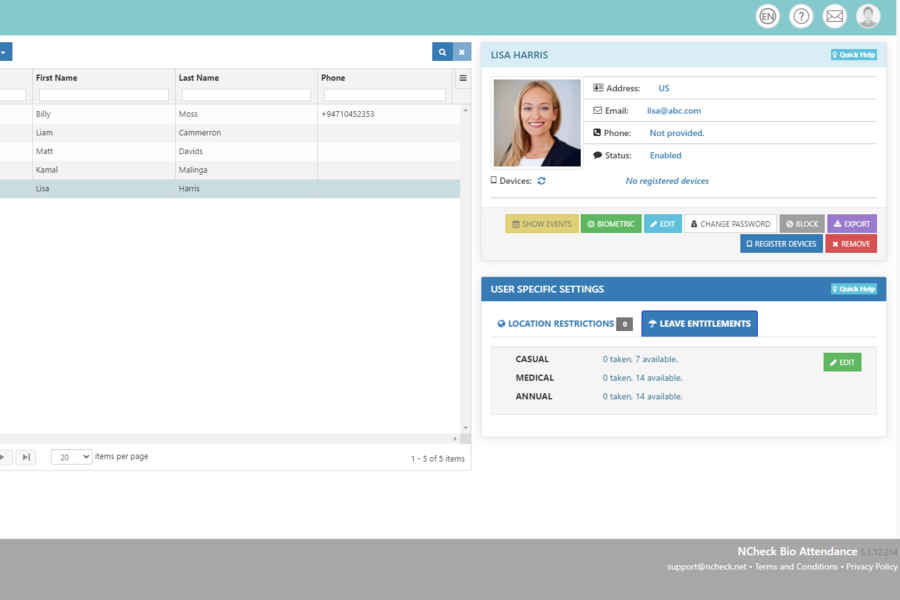 EN
LISA HARRIS
Quick Help
First Name
Last Name
Phone
Billy Moss +94710452353
Liam Cammerron
Matt Davids
Kamal Malinga
Lisa Harris
Address: US
Email: lisa@abc.com
Phone: Not provided.
Status: Enabled
Devices: No registered devices
SHOW EVENTS BIOMETRIC EDIT CHANGE PASSWORD BLOCK EXPORT
REGISTER DEVICES REMOVE
USER SPECIFIC SETTINGS
Quick Help
LOCATION RESTRICTIONS 0 LEAVE ENTITLEMENTS
CASUAL 0 taken, 7 available.
EDIT
MEDICAL 0 taken, 14 available.
ANNUAL 0 taken, 14 available.
20 items per page
1 - 5 of 5 items
NCheck Bio Attendance 5.1.12.214
support@ncheck.net • Terms and Conditions • Privacy Policy